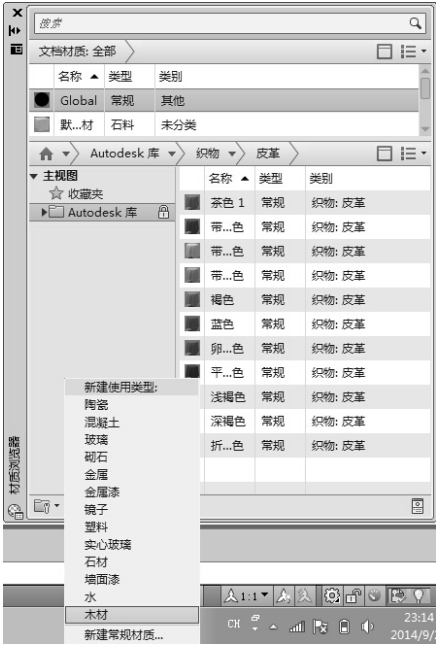 搜索
文档材质: 全部
名称 类型 类别
Global 常规 其他
默...材 石料 未分类
Autodesk 库 织物 皮革
主视图
收藏夹
Autodesk 库
名称 类型 类别
茶色 1 常规 织物: 皮革
带...色 常规 织物: 皮革
带...色 常规 织物: 皮革
带...色 常规 织物: 皮革
褐色 常规 织物: 皮革
蓝色 常规 织物: 皮革
卵...色 常规 织物: 皮革
平...色 常规 织物: 皮革
浅褐色 常规 织物: 皮革
深褐色 常规 织物: 皮革
折...色 常规 织物: 皮革
材质浏览器
新建使用类型:
陶瓷
混凝土
玻璃
砌石
金属
金属漆
镜子
塑料
实心玻璃
石材
墙面漆
水
木材
新建常规材质...
1:1
CH
23:14
2014/9/